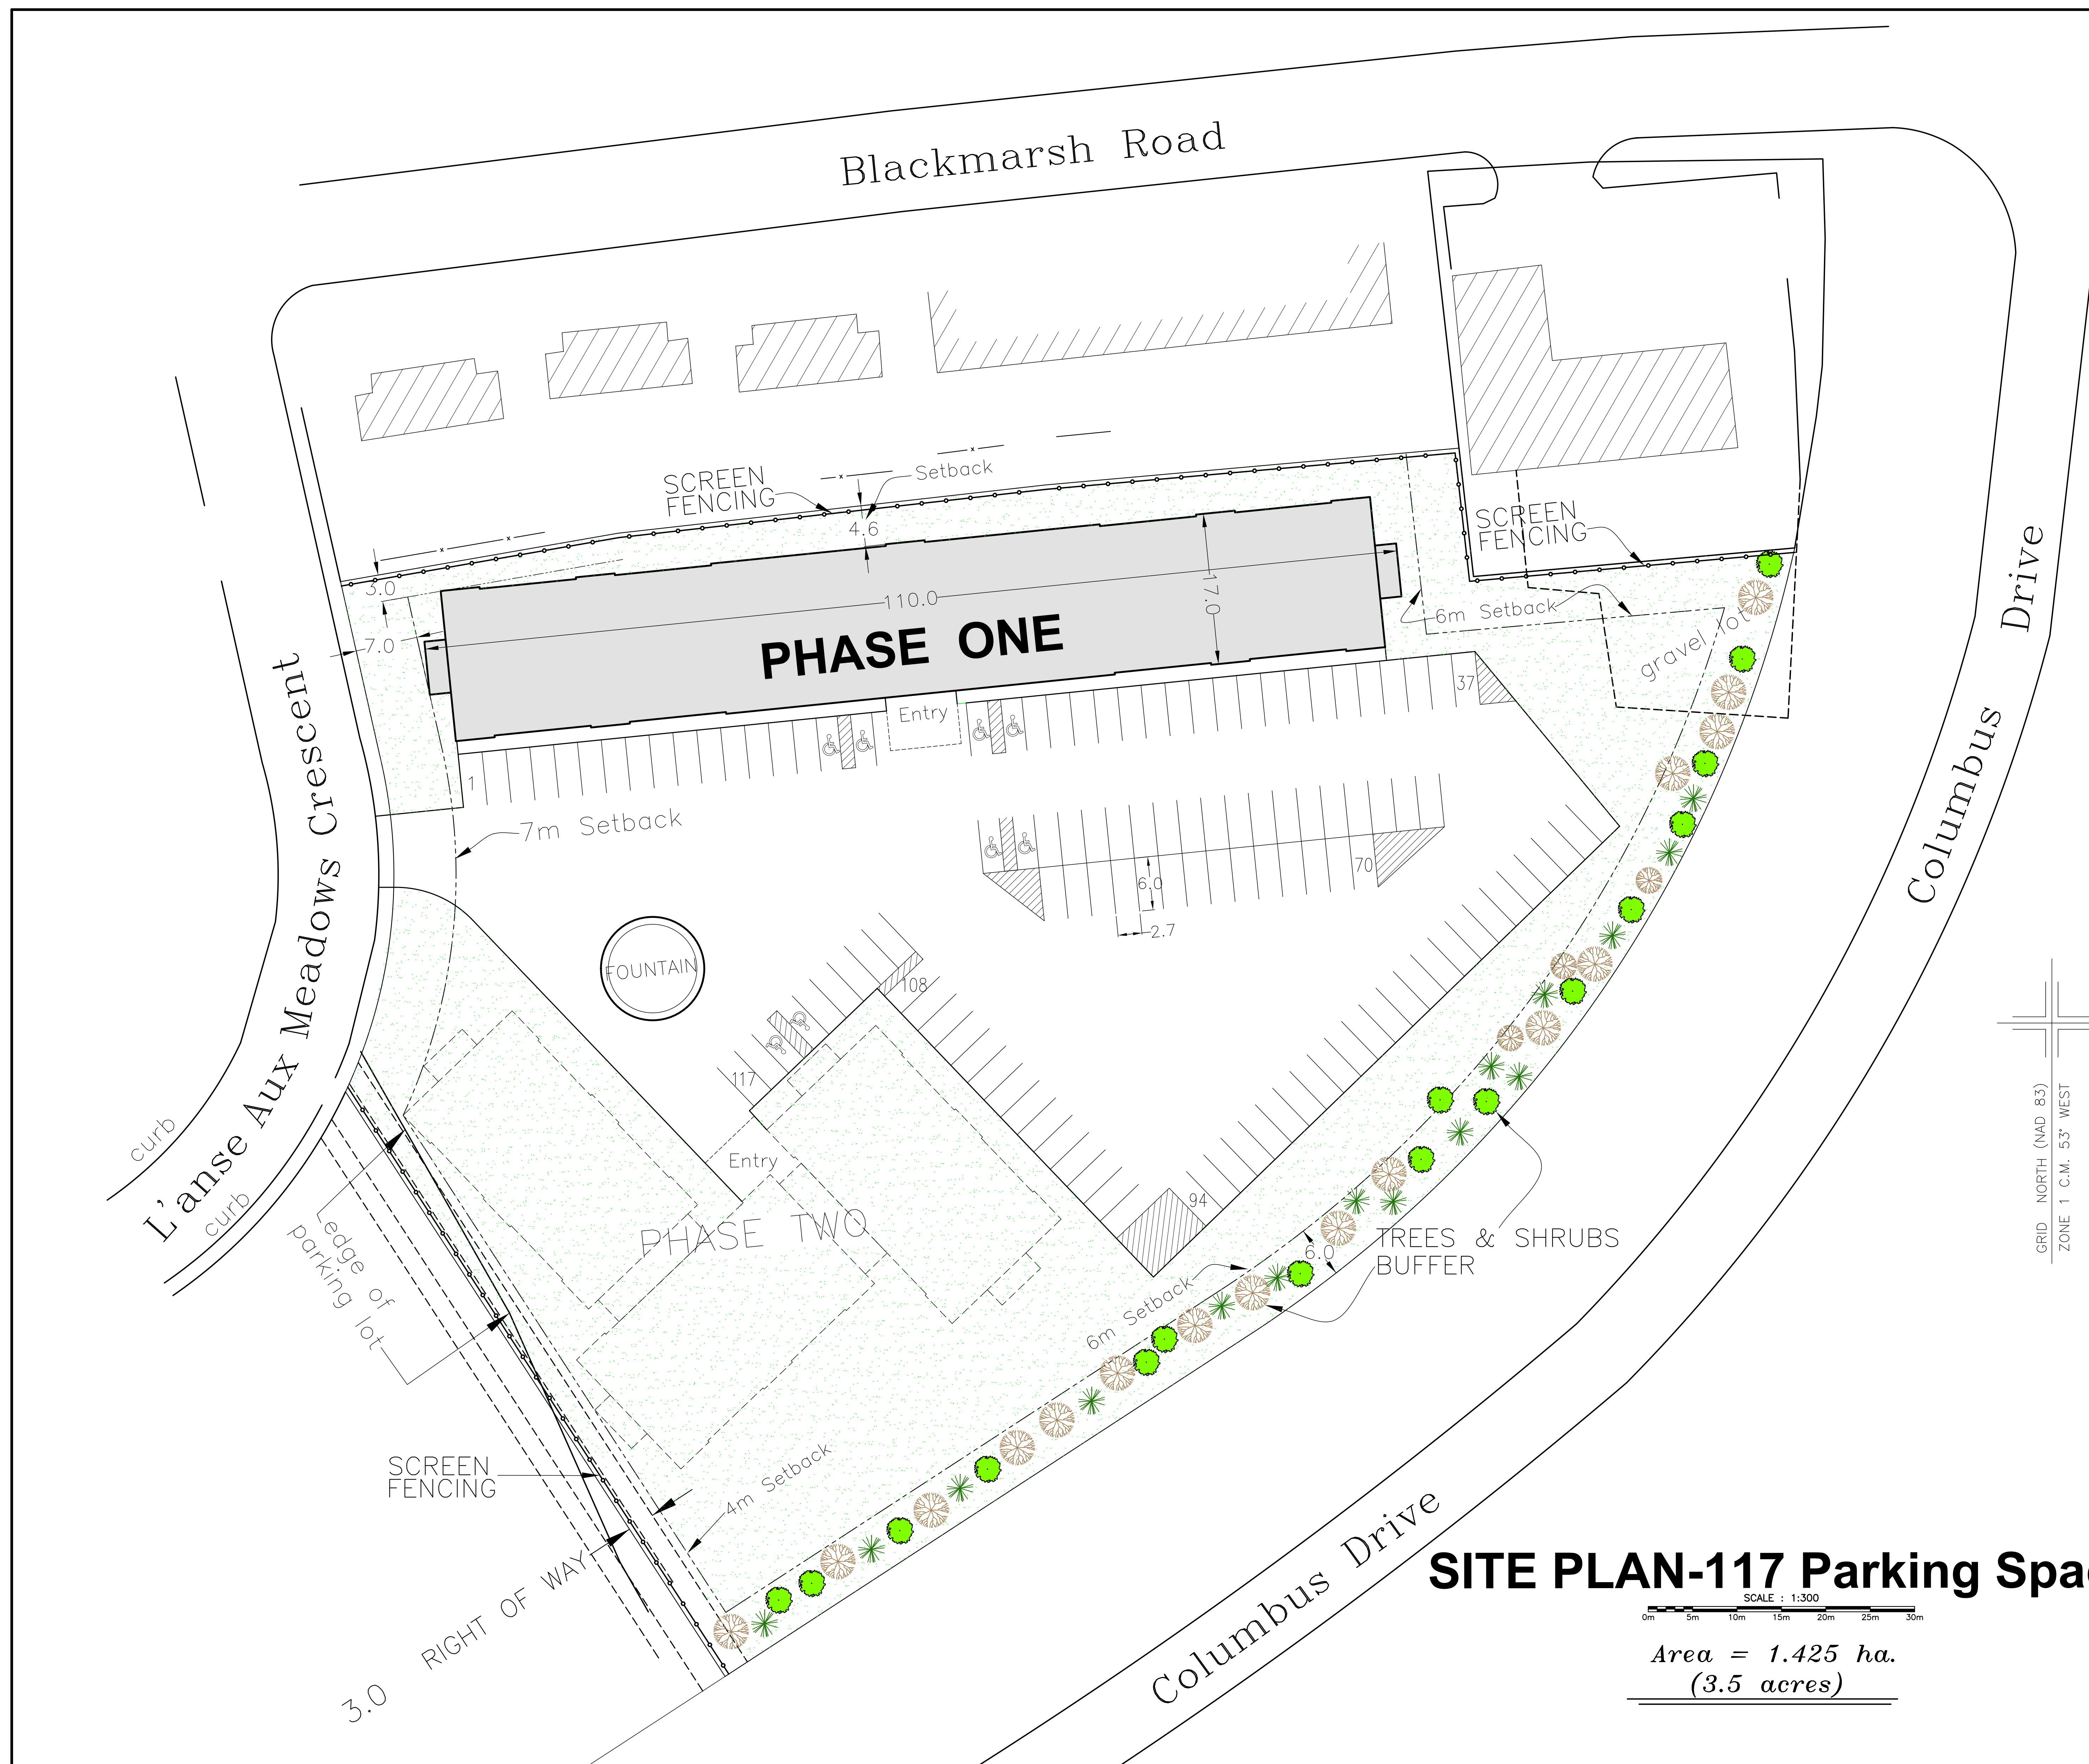 Blackmarsh Road
SCREEN
FENCING
Setback
4.6
SCREEN
FENCING
3.0
7.0
110.0
17.0
PHASE ONE
6m Setback
gravel lot
Entry
37
1
7m Setback
L'anse Aux Meadows Crescent
Columbus Drive
70
6.0
2.7
FOUNTAIN
108
117
Entry
PHASE TWO
94
curb
curb
edge of
parking lot
TREES & SHRUBS
BUFFER
6.0
6m Setback
4m Setback
SCREEN
FENCING
3.0 RIGHT OF WAY
Columbus Drive
GRID NORTH (NAD 83)
ZONE 1 C.M. 53° WEST
SITE PLAN-117 Parking Spa
SCALE : 1:300
0m 5m 10m 15m 20m 25m 30m
Area = 1.425 ha.
(3.5 acres)